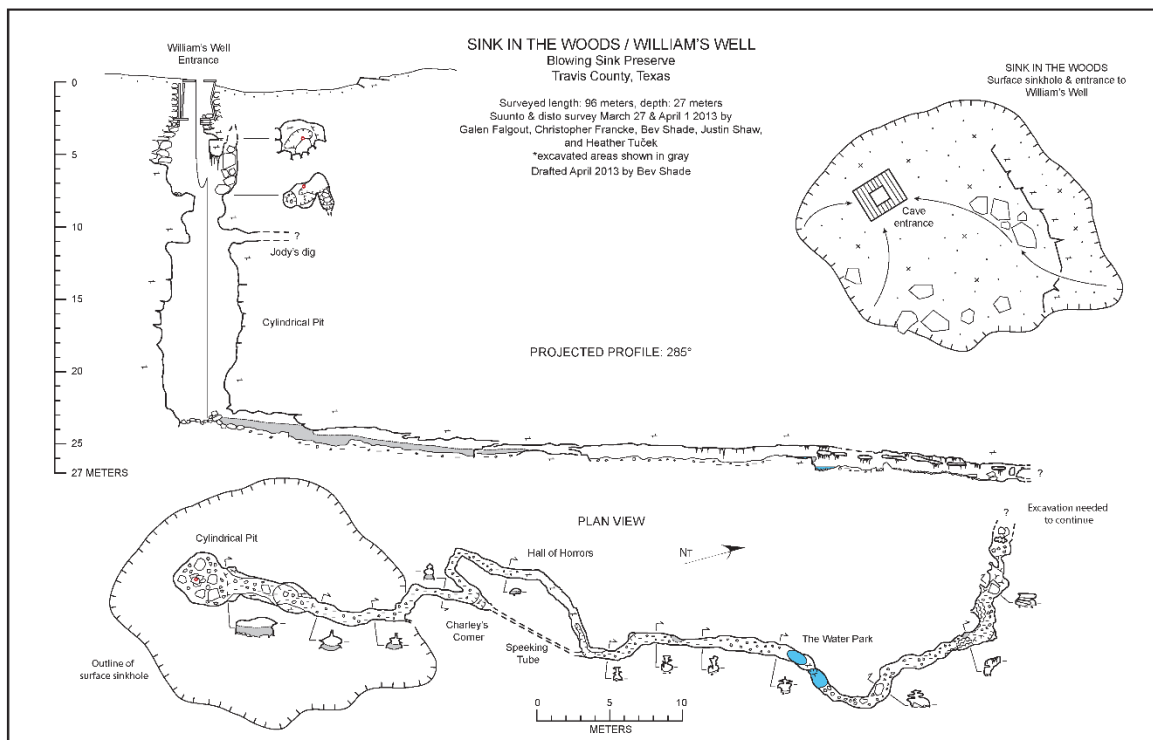 William's Well
Entrance
SINK IN THE WOODS / WILLIAM'S WELL
Blowing Sink Preserve
Travis County, Texas
Surveyed length: 96 meters, depth: 27 meters
Suunto & disto survey March 27 & April 1 2013 by
Galen Falgout, Christopher Francke, Bev Shade, Justin Shaw,
and Heather Tuček
*excavated areas shown in gray
Drafted April 2013 by Bev Shade
SINK IN THE WOODS
Surface sinkhole & entrance to
William's Well
Cave
entrance
0
5
10
15
20
25
27 METERS
?
Jody's dig
Cylindrical Pit
PROJECTED PROFILE: 285°
?
PLAN VIEW
NT
?
Excavation needed
to continue
Cylindrical Pit
Hall of Horrors
Charley's
Corner
Speeking
Tube
The Water Park
Outline of
surface sinkhole
0 5 10
METERS